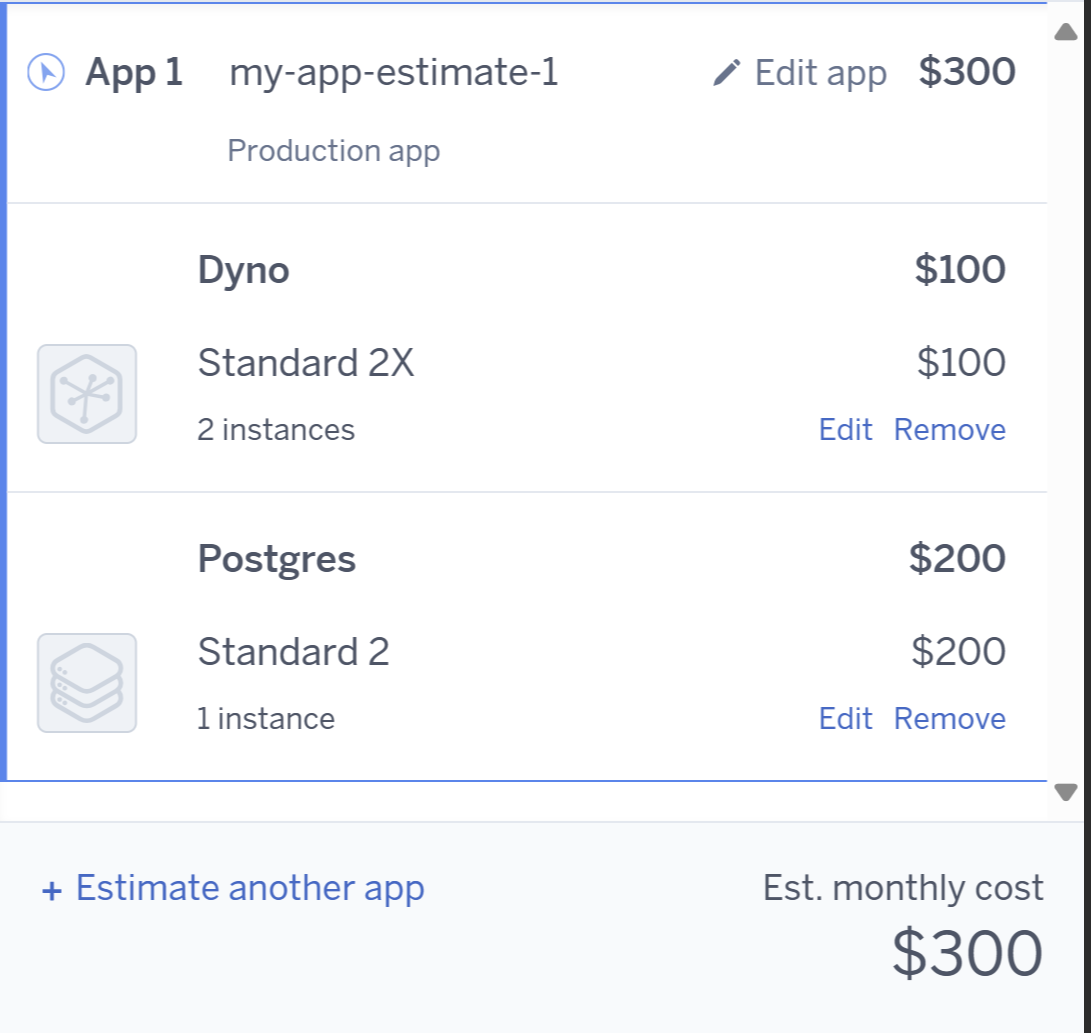 App 1 my-app-estimate-1 Edit app $300
Production app
Dyno $100
Standard 2X $100
2 instances Edit Remove
Postgres $200
Standard 2 $200
1 instance Edit Remove
+ Estimate another app Est. monthly cost
$300